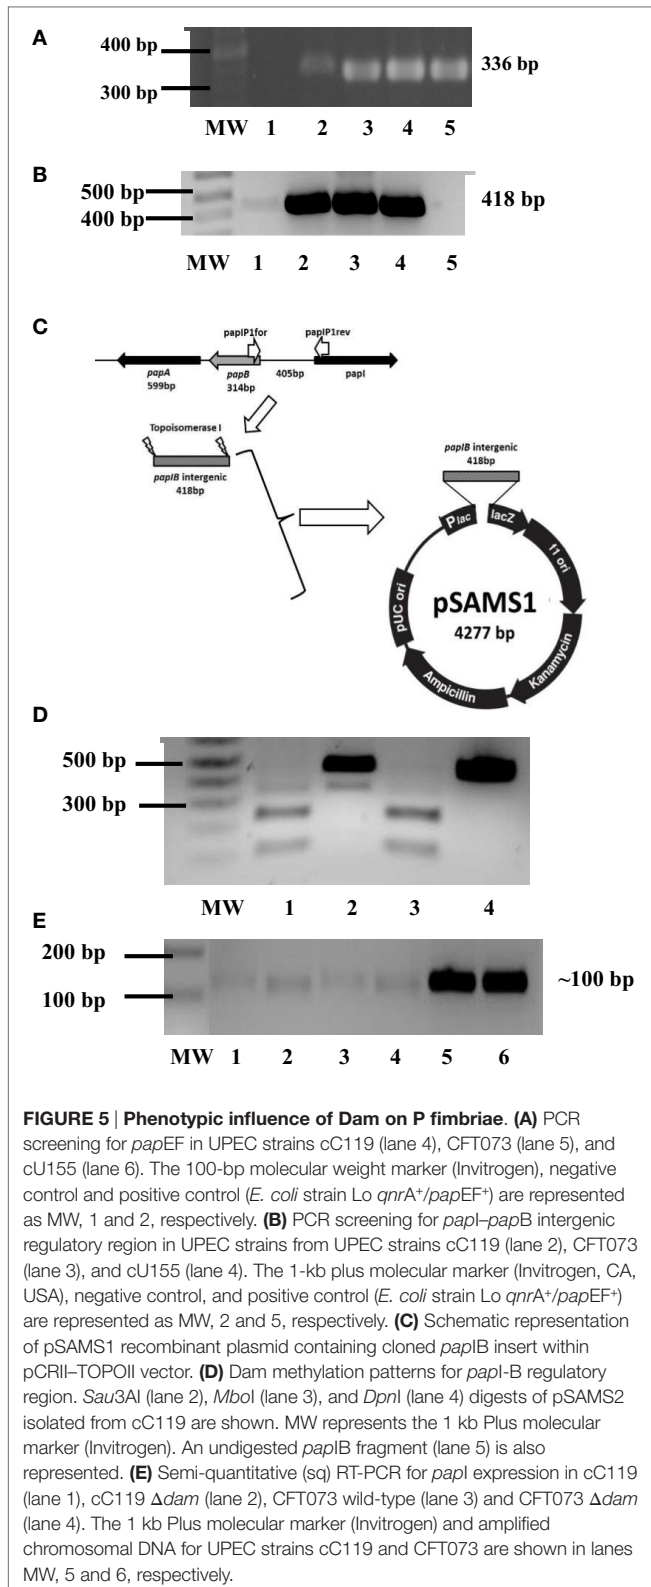 A
400 bp
336 bp
300 bp
MW 1 2 3 4 5
B
500 bp
418 bp
400 bp
MW 1 2 3 4 5
C
papIP1for
papIP1rev
papA
papB
405bp
papI
599bp
314bp
Topoisomerase I
papIB intergenic
418bp
papIB intergenic
418bp
Plac
lacZ
f1 ori
pUC ori
pSAMS1
4277 bp
Kanamycin
Ampicillin
D
500 bp
300 bp
MW 1 2 3 4
E
200 bp
~100 bp
100 bp
MW 1 2 3 4 5 6
FIGURE 5 | Phenotypic influence of Dam on P fimbriae. (A) PCR
screening for papEF in UPEC strains cC119 (lane 4), CFT073 (lane 5), and
cU155 (lane 6). The 100-bp molecular weight marker (Invitrogen), negative
control and positive control (E. coli strain Lo qnrA+/papEF+) are represented
as MW, 1 and 2, respectively. (B) PCR screening for papI–papB intergenic
regulatory region in UPEC strains from UPEC strains cC119 (lane 2), CFT073
(lane 3), and cU155 (lane 4). The 1-kb plus molecular marker (Invitrogen, CA,
USA), negative control, and positive control (E. coli strain Lo qnrA+/papEF+)
are represented as MW, 2 and 5, respectively. (C) Schematic representation
of pSAMS1 recombinant plasmid containing cloned papIB insert within
pCRII–TOPOII vector. (D) Dam methylation patterns for papI-B regulatory
region. Sau3AI (lane 2), MboI (lane 3), and DpnI (lane 4) digests of pSAMS2
isolated from cC119 are shown. MW represents the 1 kb Plus molecular
marker (Invitrogen). An undigested papIB fragment (lane 5) is also
represented. (E) Semi-quantitative (sq) RT-PCR for papI expression in cC119
(lane 1), cC119 Δdam (lane 2), CFT073 wild-type (lane 3) and CFT073 Δdam
(lane 4). The 1 kb Plus molecular marker (Invitrogen) and amplified
chromosomal DNA for UPEC strains cC119 and CFT073 are shown in lanes
MW, 5 and 6, respectively.